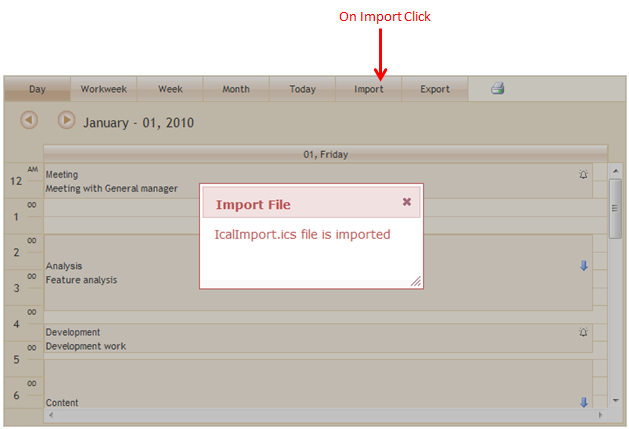 On Import Click
Day Workweek Week Month Today Import Export
January - 01, 2010
01, Friday
12 AM
Meeting
Meeting with General manager
1 00
2 00
Analysis
3 00
Feature analysis
4 00
Development
Development work
5 00
6 00
Content
Import File
IcalImport.ics file is imported